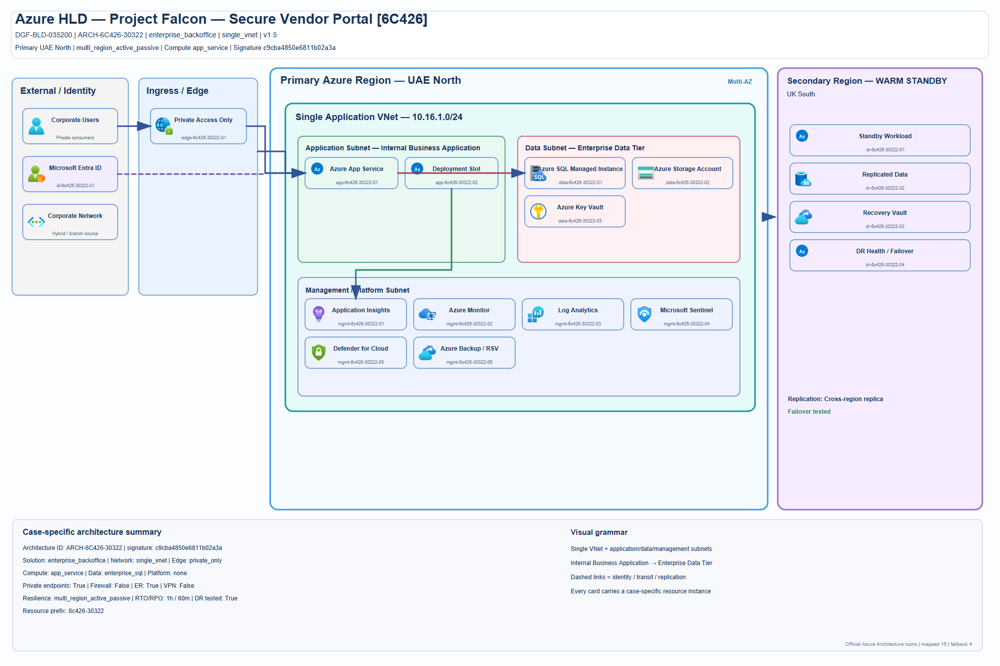 Azure HLD — Project Falcon — Secure Vendor Portal [6C426]
DGF-BLD-035200 | ARCH-6C426-30322 | enterprise_backoffice | single_vnet | v1.5
Primary UAE North | multi_region_active_passive | Compute app_service | Signature c9cba4850e6811b02a3a
External / Identity
Corporate Users
Private consumers
Microsoft Entra ID
id-6c426-30322-01
Corporate Network
Hybrid / branch source
Ingress / Edge
Private Access Only
edge-6c426-30322-01
Primary Azure Region — UAE North
Multi-AZ
Single Application VNet — 10.16.1.0/24
Application Subnet — Internal Business Application
Az
Azure App Service
app-6c426-30322-01
Az
Deployment Slot
app-6c426-30322-02
Data Subnet — Enterprise Data Tier
SQL
Azure SQL Managed Instance
data-6c426-30322-01
Azure Storage Account
data-6c426-30322-02
Azure Key Vault
data-6c426-30322-03
Management / Platform Subnet
Application Insights
mgmt-6c426-30322-01
Azure Monitor
mgmt-6c426-30322-02
Log Analytics
mgmt-6c426-30322-03
Microsoft Sentinel
mgmt-6c426-30322-04
Defender for Cloud
mgmt-6c426-30322-05
Azure Backup / RSV
mgmt-6c426-30322-06
Secondary Region — WARM STANDBY
UK South
Az
Standby Workload
dr-6c426-30322-01
M
Replicated Data
dr-6c426-30322-02
Recovery Vault
dr-6c426-30322-03
Az
DR Health / Failover
dr-6c426-30322-04
Replication: Cross-region replica
Failover tested
Case-specific architecture summary
Architecture ID: ARCH-6C426-30322 | signature: c9cba4850e6811b02a3a
Solution: enterprise_backoffice | Network: single_vnet | Edge: private_only
Compute: app_service | Data: enterprise_sql | Platform: none
Private endpoints: True | Firewall: False | ER: True | VPN: False
Resilience: multi_region_active_passive | RTO/RPO: 1h / 60m | DR tested: True
Resource prefix: 6c426-30322
Visual grammar
Single VNet + application/data/management subnets
Internal Business Application → Enterprise Data Tier
Dashed links = identity / transit / replication
Every card carries a case-specific resource instance
Official Azure Architecture Icons | mapped 15 | fallback 4